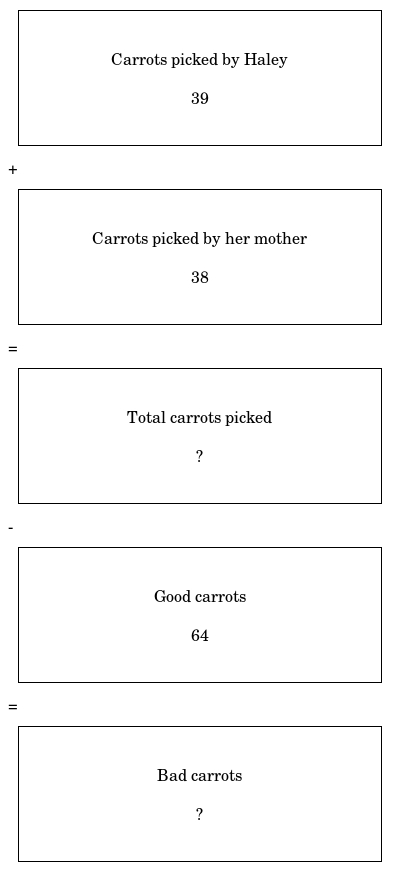 Carrots picked by Haley
39
+
Carrots picked by her mother
38
=
Total carrots picked
?
-
Good carrots
64
=
Bad carrots
?